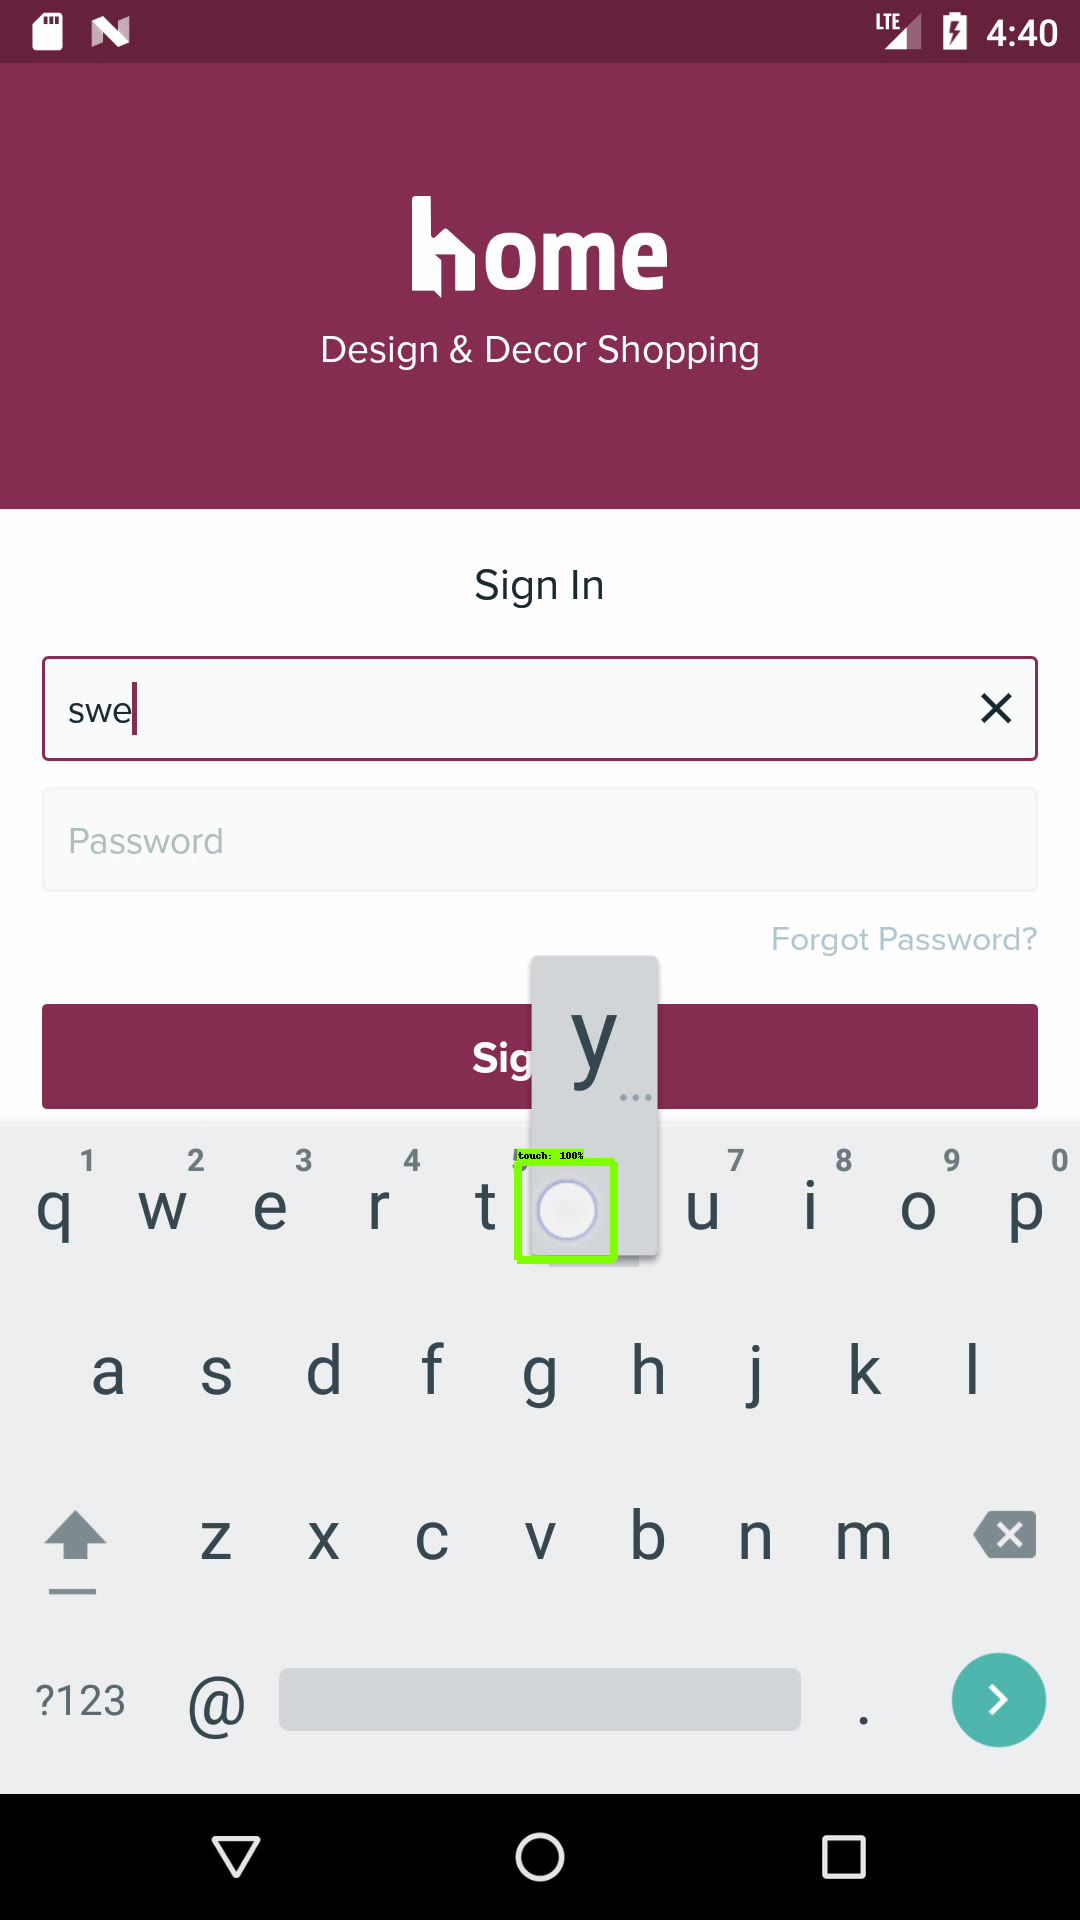 LTE 4:40
home
Design & Decor Shopping
Sign In
swe
Password
Forgot Password?
Sig
y
...
touch: 100%
1 2 3 4 5 7 8 9 0
q w e r t u i o p
a s d f g h j k l
z x c v b n m
?123 @ .